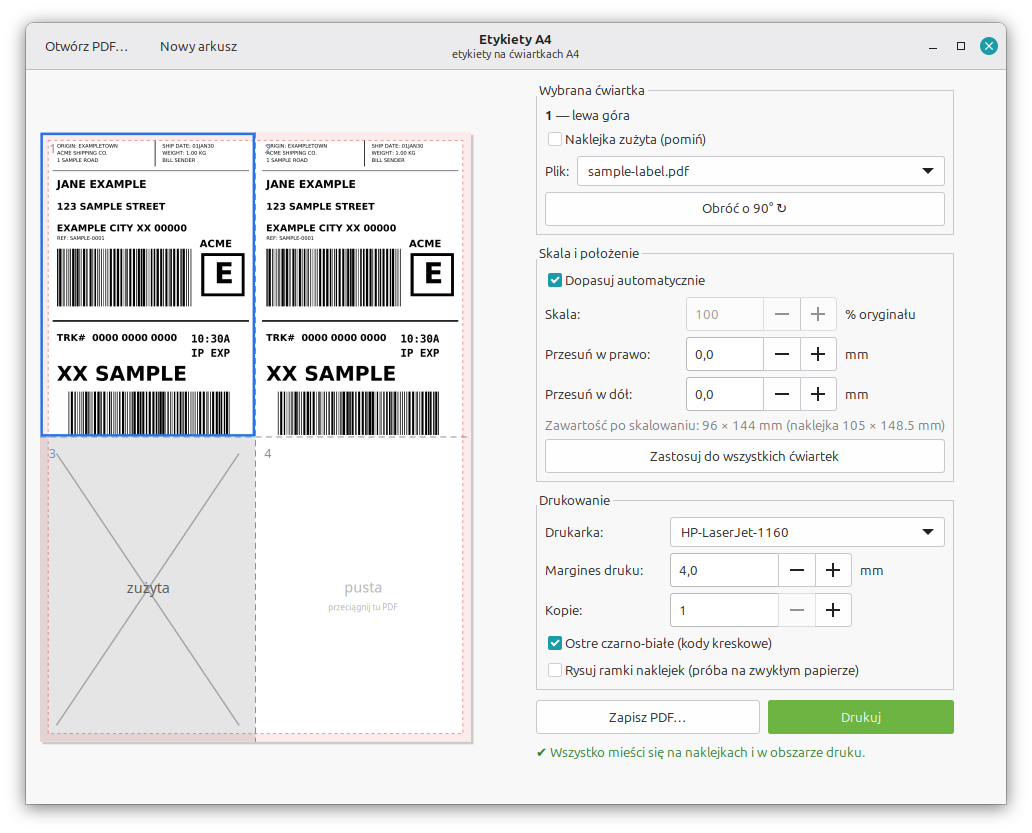 Otwórz PDF…
Nowy arkusz
Etykiety A4
etykiety na ćwiartkach A4
1
ORIGIN: EXAMPLETOWN
ACME SHIPPING CO.
1 SAMPLE ROAD
SHIP DATE: 01JAN30
WEIGHT: 1.00 KG
BILL SENDER
JANE EXAMPLE
123 SAMPLE STREET
EXAMPLE CITY XX 00000
REF: SAMPLE-0001
ACME
E
TRK# 0000 0000 0000
10:30A
IP EXP
XX SAMPLE
ORIGIN: EXAMPLETOWN
ACME SHIPPING CO.
1 SAMPLE ROAD
SHIP DATE: 01JAN30
WEIGHT: 1.00 KG
BILL SENDER
JANE EXAMPLE
123 SAMPLE STREET
EXAMPLE CITY XX 00000
REF: SAMPLE-0001
ACME
E
TRK# 0000 0000 0000
10:30A
IP EXP
XX SAMPLE
3
zużyta
4
pusta
przeciągnij tu PDF
Wybrana ćwiartka
1 — lewa góra
Naklejka zużyta (pomiń)
Plik: sample-label.pdf
Obróć o 90° ↻
Skala i położenie
Dopasuj automatycznie
Skala: 100 % oryginału
Przesuń w prawo: 0,0 mm
Przesuń w dół: 0,0 mm
Zawartość po skalowaniu: 96 × 144 mm (naklejka 105 × 148.5 mm)
Zastosuj do wszystkich ćwiartek
Drukowanie
Drukarka: HP-LaserJet-1160
Margines druku: 4,0 mm
Kopie: 1
Ostre czarno-białe (kody kreskowe)
Rysuj ramki naklejek (próba na zwykłym papierze)
Zapisz PDF…
Drukuj
✔ Wszystko mieści się na naklejkach i w obszarze druku.